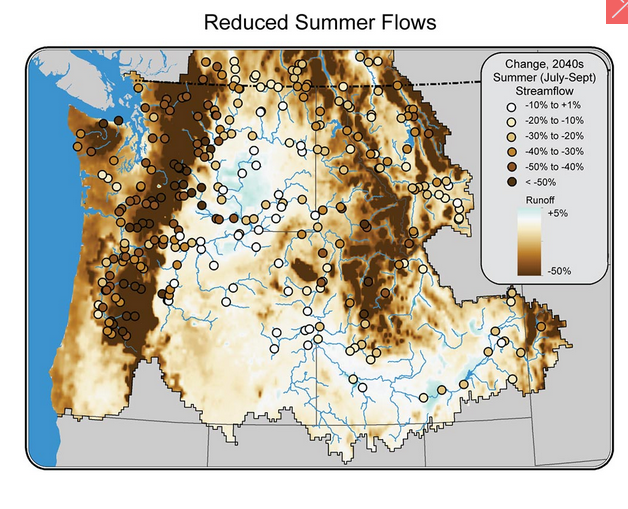 Reduced Summer Flows
Change, 2040s
Summer (July-Sept)
Streamflow
-10% to +1%
-20% to -10%
-30% to -20%
-40% to -30%
-50% to -40%
< -50%
Runoff
+5%
-50%